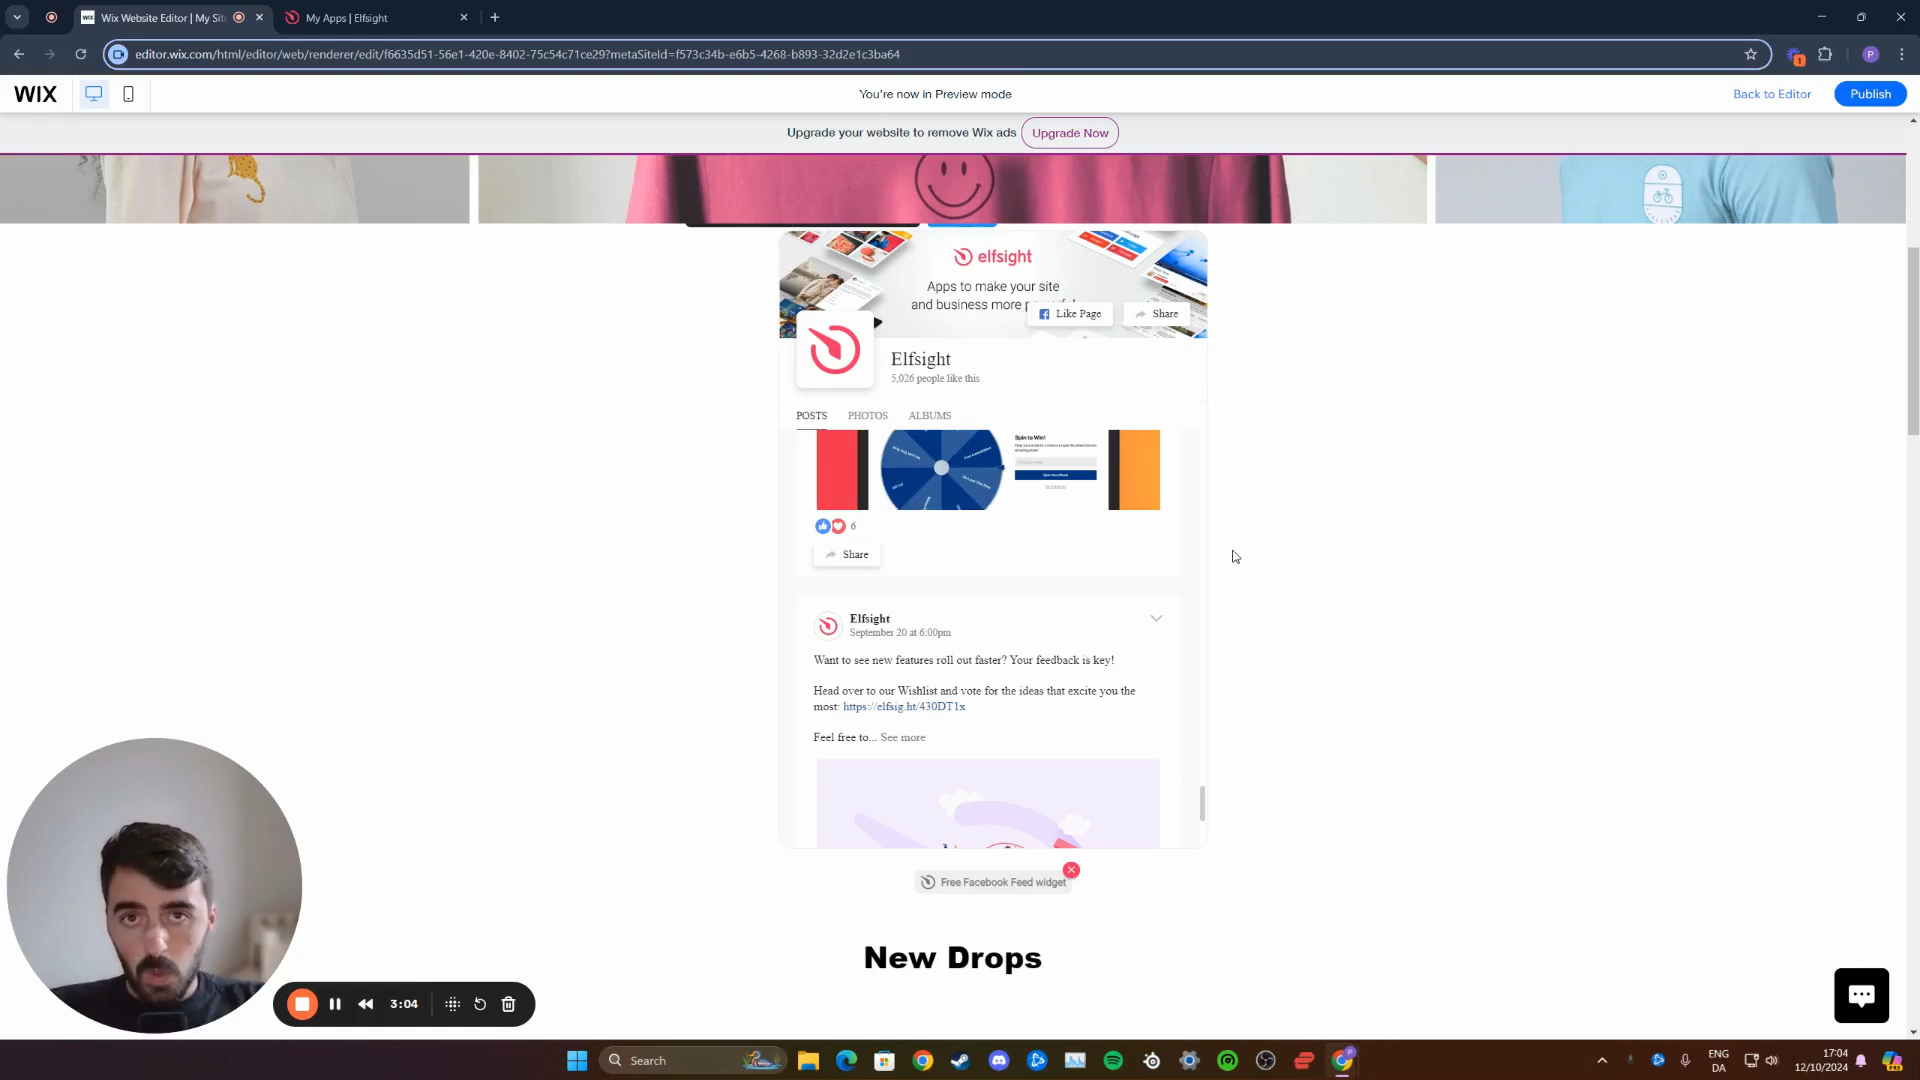 Wix Website Editor | My Sit
My Apps | Elfsight
editor.wix.com/html/editor/web/renderer/edit/f6635d51-56e1-420e-8402-75c54c71ce29?metaSiteId=f573c34b-e6b5-4268-b893-32d2e1c3ba64
P
1
WIX
You're now in Preview mode
Back to Editor
Publish
Upgrade your website to remove Wix ads
Upgrade Now
elfsight
Apps to make your site
and business more
Like Page
Share
Elfsight
5,026 people like this
POSTS
PHOTOS
ALBUMS
Spin to Win!
6
Share
Elfsight
September 20 at 6:00pm
Want to see new features roll out faster? Your feedback is key!
Head over to our Wishlist and vote for the ideas that excite you the
most: https://elfsig.ht/430DT1x
Feel free to... See more
Free Facebook Feed widget
New Drops
3:04
Search
ENG
DA
17:04
12/10/2024